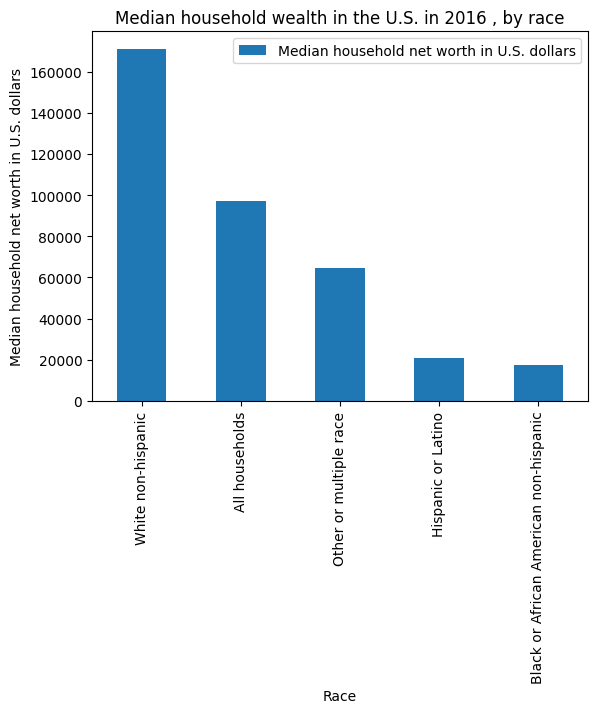 Median household wealth in the U.S. in 2016 , by race
Median household net worth in U.S. dollars
Median household net worth in U.S. dollars
160000
140000
120000
100000
80000
60000
40000
20000
0
White non-hispanic
All households
Other or multiple race
Hispanic or Latino
Black or African American non-hispanic
Race